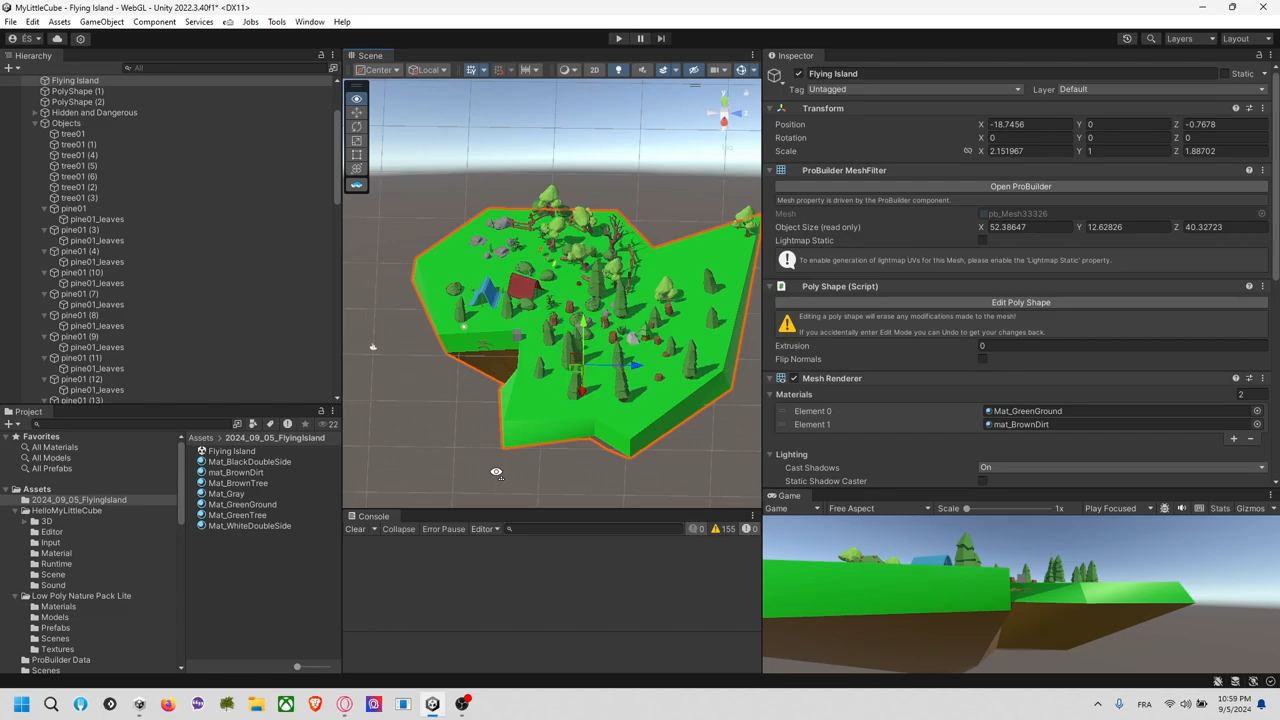 MyLittleCube - Flying Island - WebGL - Unity 2022.3.40f1* <DX11>
File Edit Assets GameObject Component Services Jobs Tools Window Help
ÉS Layers Layout
Hierarchy
All
Flying Island
PolyShape (1)
PolyShape (2)
Hidden and Dangerous
Objects
tree01
tree01 (1)
tree01 (4)
tree01 (5)
tree01 (6)
tree01 (2)
tree01 (3)
pine01
pine01_leaves
pine01 (3)
pine01_leaves
pine01 (4)
pine01_leaves
pine01 (10)
pine01_leaves
pine01 (7)
pine01_leaves
pine01 (8)
pine01_leaves
pine01 (9)
pine01_leaves
pine01 (11)
pine01_leaves
pine01 (12)
pine01_leaves
pine01 (13)
Scene
Center Local 2D
y
z
Iso
Inspector
Flying Island Static
Tag Untagged Layer Default
Transform
Position X -18.7456 Y 0 Z -0.7678
Rotation X 0 Y 0 Z 0
Scale X 2.151967 Y 1 Z 1.88702
ProBuilder MeshFilter
Open ProBuilder
Mesh property is driven by the ProBuilder component.
Mesh pb_Mesh33326
Object Size (read only) X 52.38647 Y 12.62826 Z 40.32723
Lightmap Static
To enable generation of lightmap UVs for this Mesh, please enable the 'Lightmap Static' property.
Poly Shape (Script)
Edit Poly Shape
Editing a poly shape will erase any modifications made to the mesh!
If you accidentally enter Edit Mode you can Undo to get your changes back.
Extrusion 0
Flip Normals
Mesh Renderer
Materials 2
Element 0 Mat_GreenGround
Element 1 mat_BrownDirt
Lighting
Cast Shadows On
Static Shadow Caster
Project
22
Favorites
All Materials
All Models
All Prefabs
Assets
2024_09_05_FlyingIsland
HelloMyLittleCube
3D
Editor
Input
Material
Runtime
Scene
Sound
Low Poly Nature Pack Lite
Materials
Models
Prefabs
Scenes
Textures
ProBuilder Data
Scenes
Assets 2024_09_05_FlyingIsland
Flying Island
Mat_BlackDoubleSide
mat_BrownDirt
Mat_BrownTree
Mat_Gray
Mat_GreenGround
Mat_GreenTree
Mat_WhiteDoubleSide
Console
Clear Collapse Error Pause Editor 0 155 0
Game
Game Free Aspect Scale 1x Play Focused Stats Gizmos
FRA 10:59 PM
9/5/2024